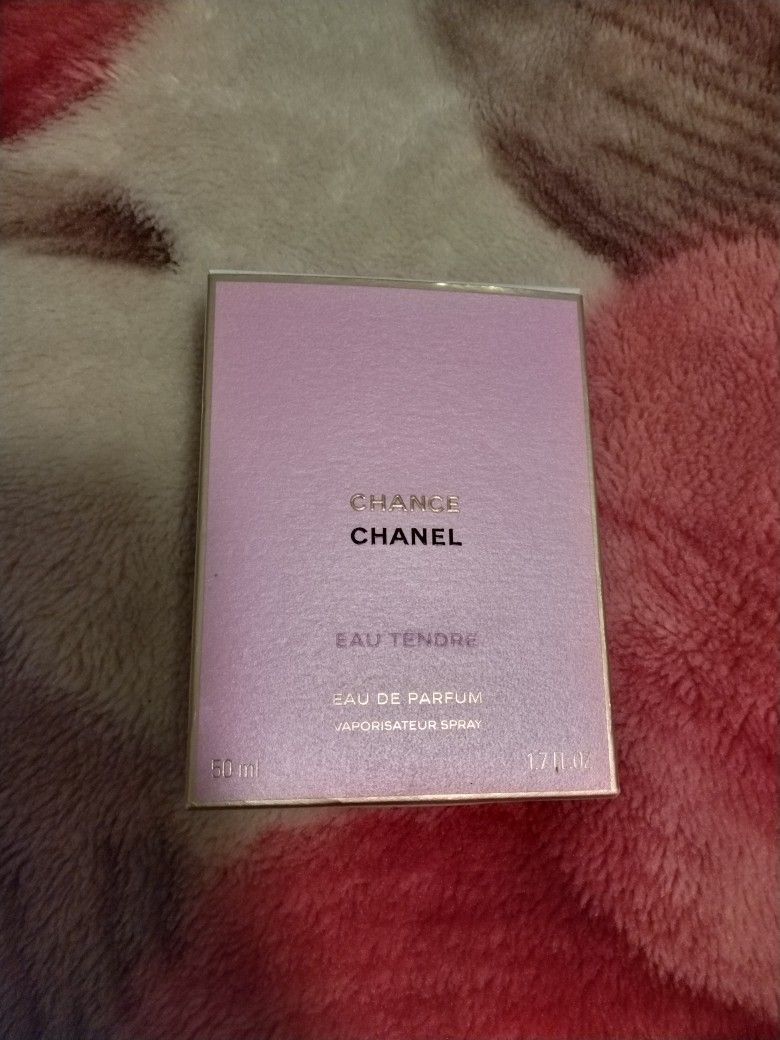 CHANCE
CHANEL
EAU TENDRE
EAU DE PARFUM
VAPORISATEUR SPRAY
50 ml 1.7 fl.oz.